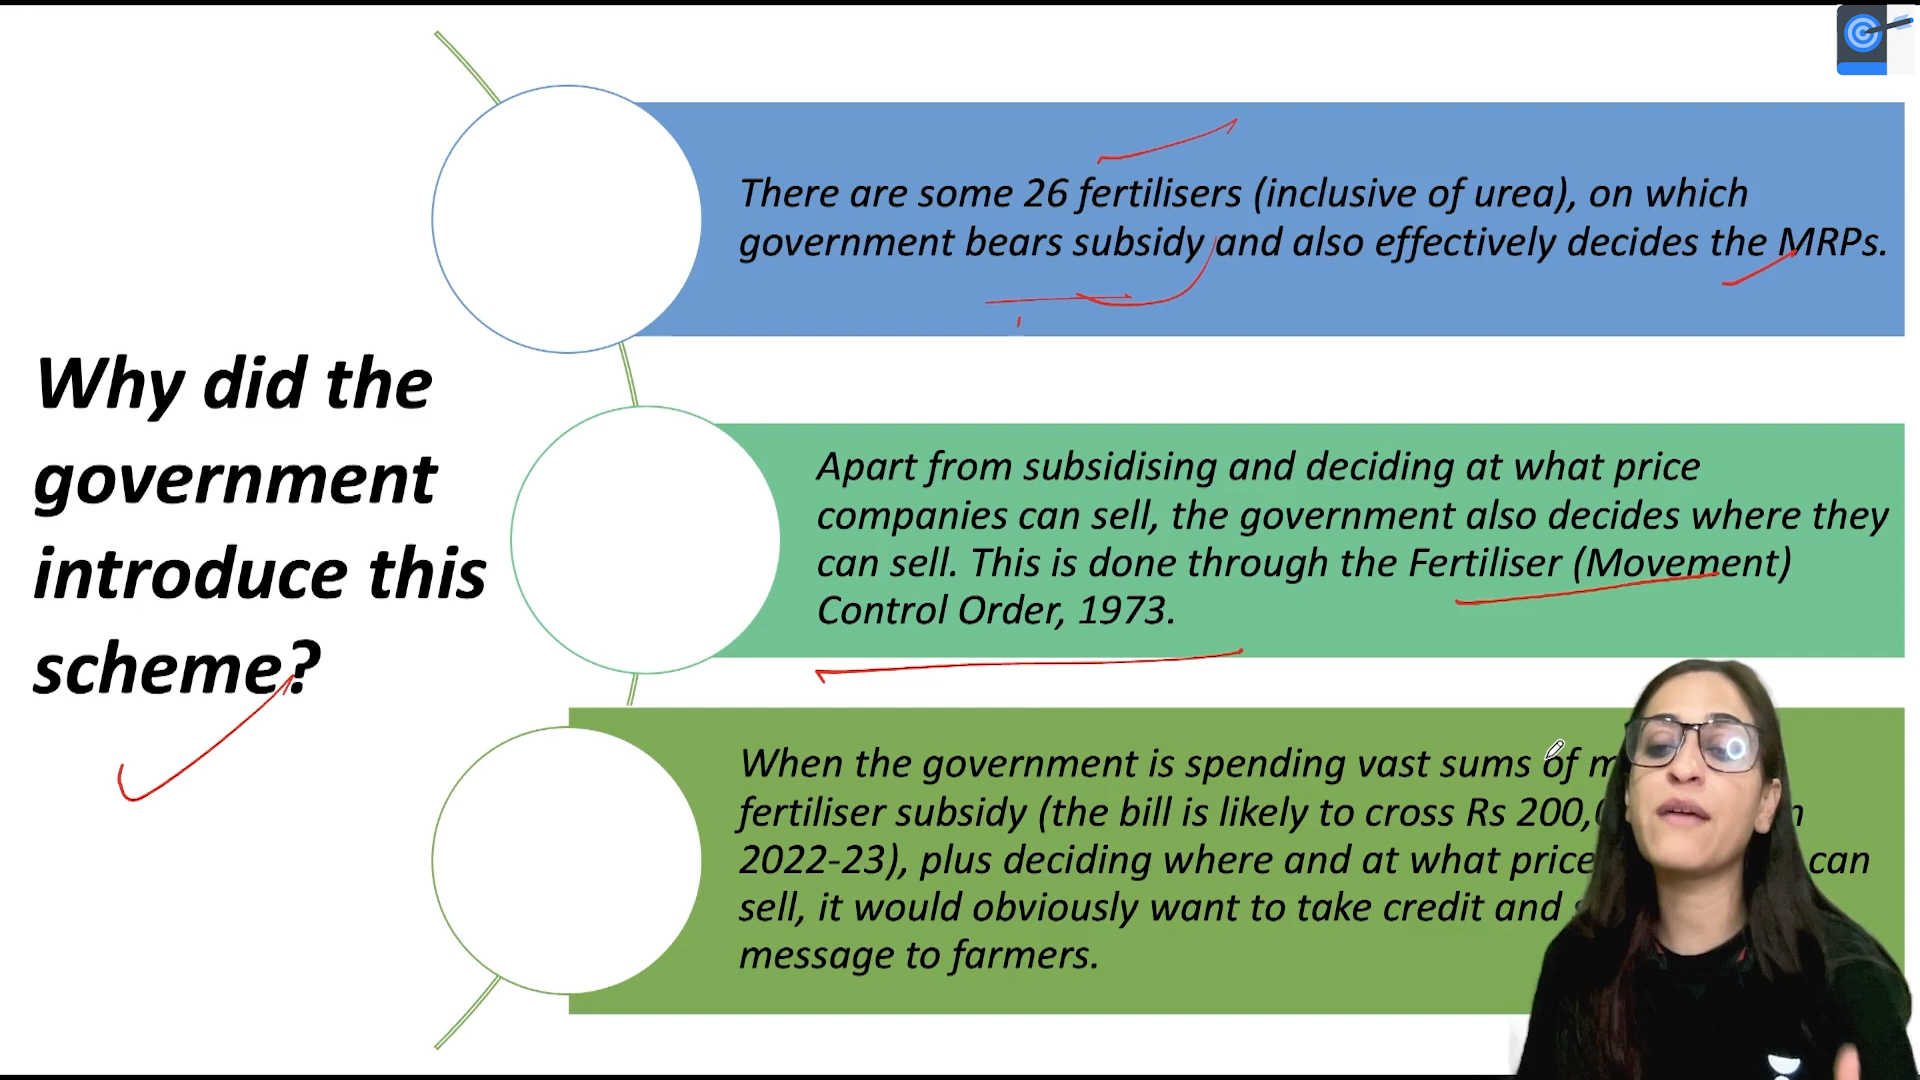 Why did the
government
introduce this
scheme?
There are some 26 fertilisers (inclusive of urea), on which
government bears subsidy and also effectively decides the MRPs.
Apart from subsidising and deciding at what price
companies can sell, the government also decides where they
can sell. This is done through the Fertiliser (Movement)
Control Order, 1973.
When the government is spending vast sums of
fertiliser subsidy (the bill is likely to cross Rs
2022-23), plus deciding where and at what price can
sell, it would obviously want to take credit and
message to farmers.